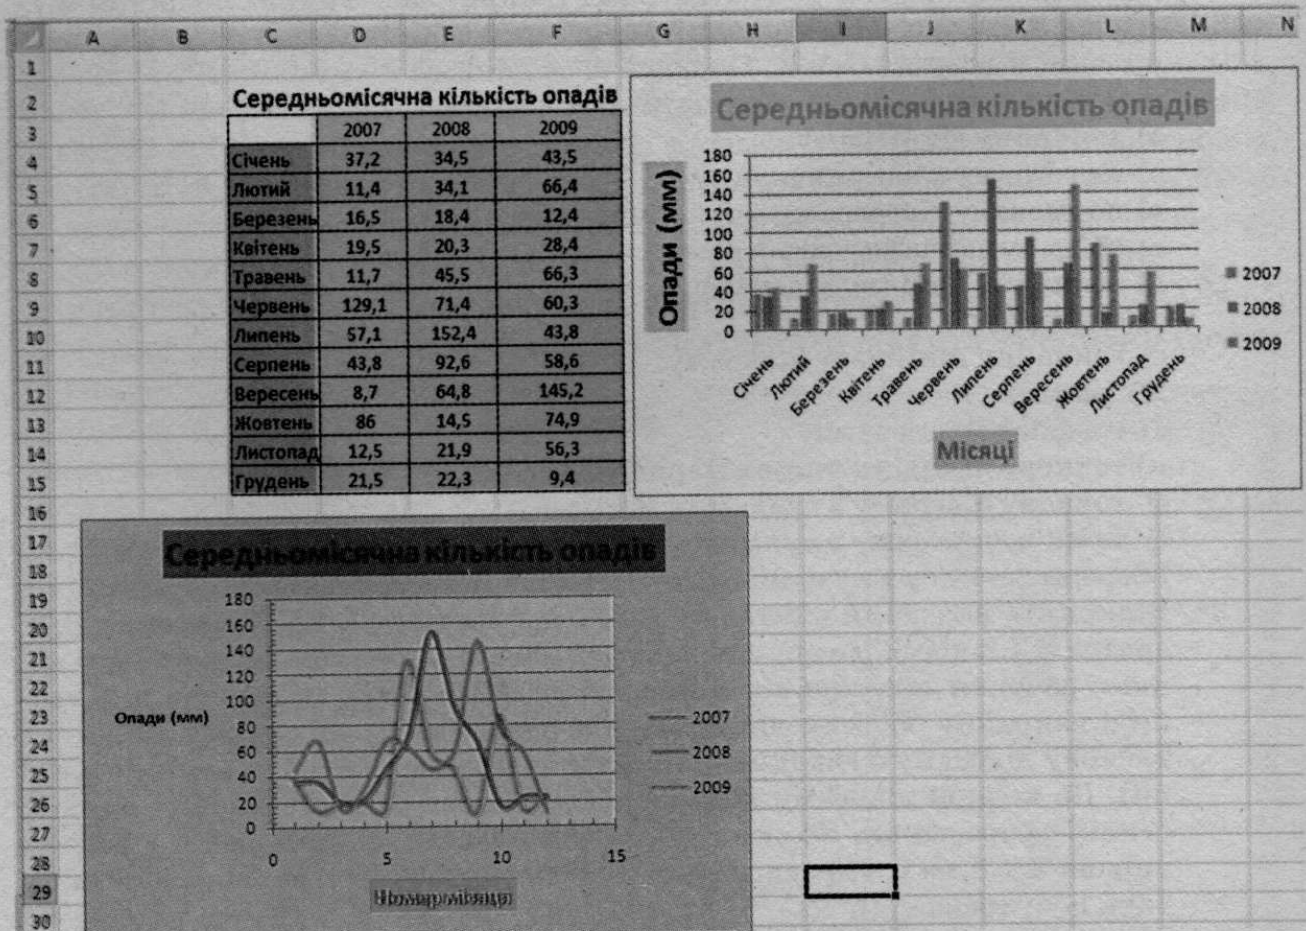 A B C D E F G H I J K L M N
1
2 Середньомісячна кількість опадів
3 2007 2008 2009
4 Січень 37,2 34,5 43,5
5 Лютий 11,4 34,1 66,4
6 Березень 16,5 18,4 12,4
7 Квітень 19,5 20,3 28,4
8 Травень 11,7 45,5 66,3
9 Червень 129,1 71,4 60,3
10 Липень 57,1 152,4 43,8
11 Серпень 43,8 92,6 58,6
12 Вересень 8,7 64,8 145,2
13 Жовтень 86 14,5 74,9
14 Листопад 12,5 21,9 56,3
15 Грудень 21,5 22,3 9,4
Середньомісячна кількість опадів
Опади (мм)
180
160
140
120
100
80
60
40
20
0
Січень Лютий Березень Квітень Травень Червень Липень Серпень Вересень Жовтень Листопад Грудень
Місяці
2007
2008
2009
16
17
18
19
20
21
22
23
24
25
26
27
28
29
30
Середньомісячна кількість опадів
Опади (мм)
180
160
140
120
100
80
60
40
20
0
0 5 10 15
Номер місяця
2007
2008
2009